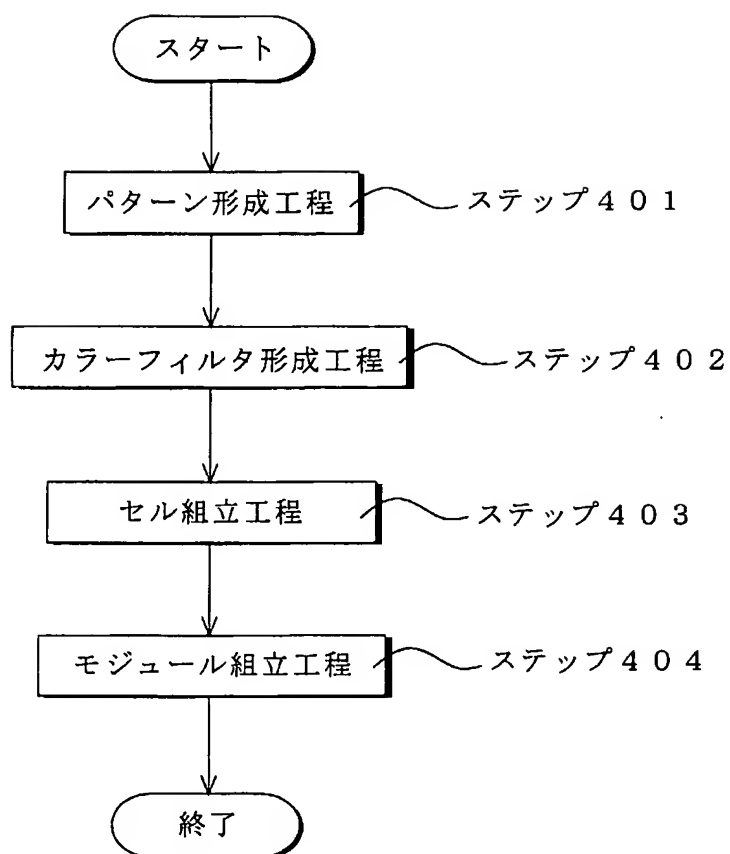 スタート
パターン形成工程
ステップ401
カラーフィルタ形成工程
ステップ402
セル組立工程
ステップ403
モジュール組立工程
ステップ404
終了